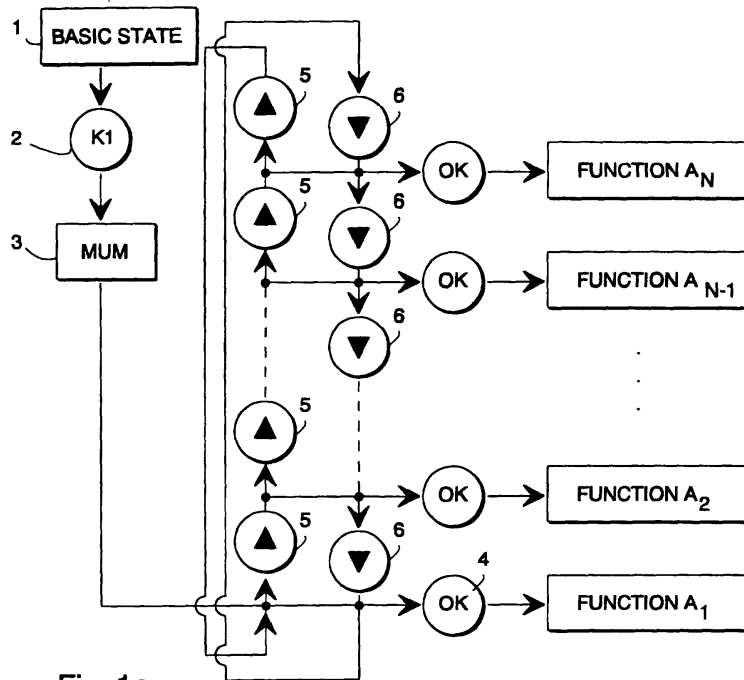 1
BASIC STATE
2
K1
3
MUM
5
6
OK
FUNCTION A_N
5
6
OK
FUNCTION A_N-1
6
5
OK
FUNCTION A_2
5
6
4
OK
FUNCTION A_1